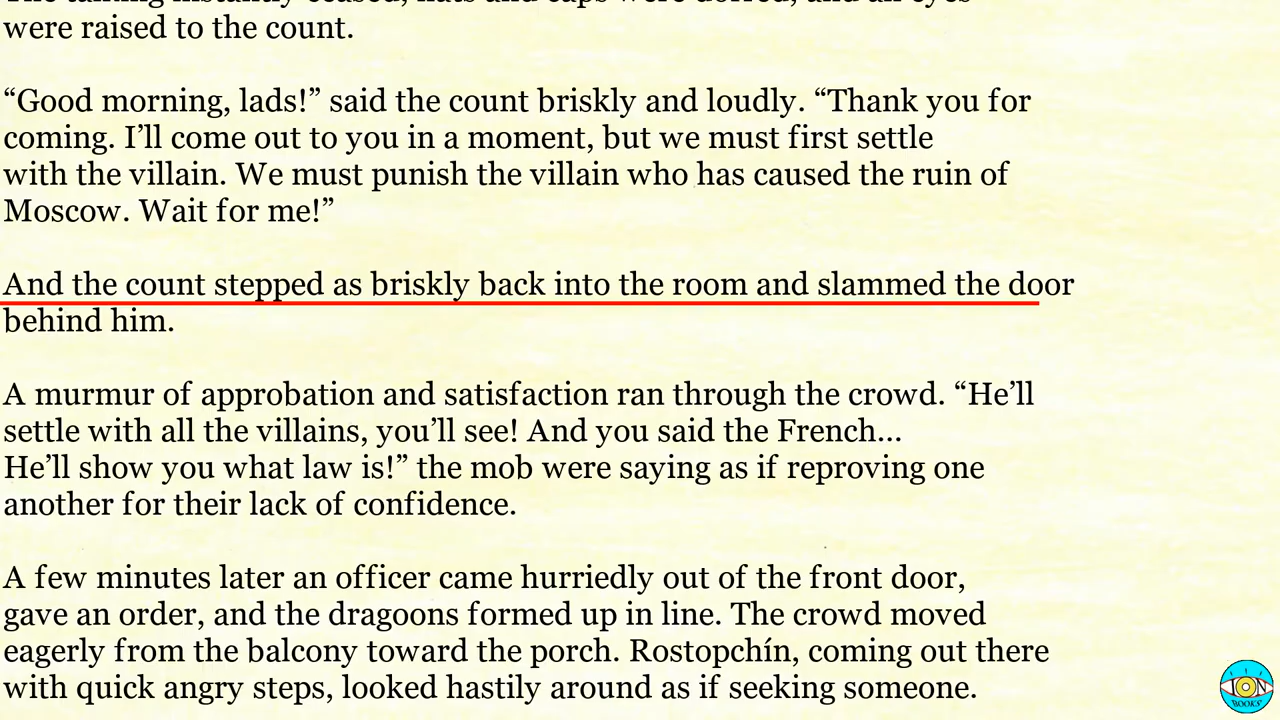 were raised to the count.
“Good morning, lads!” said the count briskly and loudly. “Thank you for
coming. I’ll come out to you in a moment, but we must first settle
with the villain. We must punish the villain who has caused the ruin of
Moscow. Wait for me!”
And the count stepped as briskly back into the room and slammed the door
behind him.
A murmur of approbation and satisfaction ran through the crowd. “He’ll
settle with all the villains, you’ll see! And you said the French...
He’ll show you what law is!” the mob were saying as if reproving one
another for their lack of confidence.
A few minutes later an officer came hurriedly out of the front door,
gave an order, and the dragoons formed up in line. The crowd moved
eagerly from the balcony toward the porch. Rostopchín, coming out there
with quick angry steps, looked hastily around as if seeking someone.
ION
BOOKS